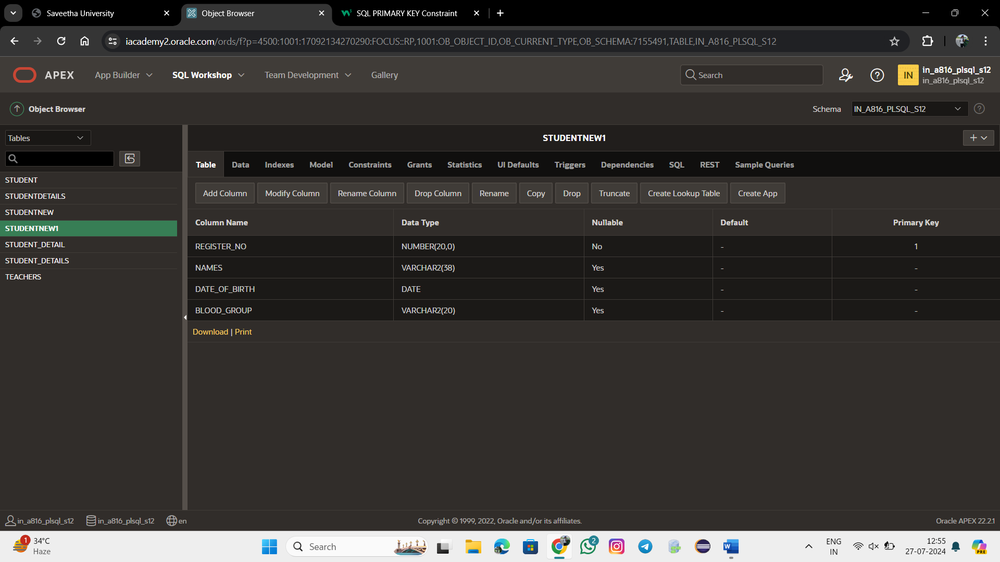 Saveetha University
Object Browser
SQL PRIMARY KEY Constraint
iacademy2.oracle.com/ords/f?p=4500:1001:17092134270290:FOCUS::RP,1001:OB_OBJECT_ID,OB_CURRENT_TYPE,OB_SCHEMA:7155491,TABLE,IN_A816_PLSQL_S12
APEX App Builder SQL Workshop Team Development Gallery Search IN in_a816_plsql_s12
in_a816_plsql_s12
Object Browser Schema IN_A816_PLSQL_S12
Tables
STUDENT
STUDENTDETAILS
STUDENTNEW
STUDENTNEW1
STUDENT_DETAIL
STUDENT_DETAILS
TEACHERS
STUDENTNEW1
Table Data Indexes Model Constraints Grants Statistics UI Defaults Triggers Dependencies SQL REST Sample Queries
Add Column Modify Column Rename Column Drop Column Rename Copy Drop Truncate Create Lookup Table Create App
Column Name Data Type Nullable Default Primary Key
REGISTER_NO NUMBER(20,0) No - 1
NAMES VARCHAR2(38) Yes - -
DATE_OF_BIRTH DATE Yes - -
BLOOD_GROUP VARCHAR2(20) Yes - -
Download | Print
in_a816_plsql_s12 in_a816_plsql_s12 en Copyright © 1999, 2022, Oracle and/or its affiliates. Oracle APEX 22.2.1
1 34°C
Haze
Search
2
PRE
ENG
IN
12:55
27-07-2024